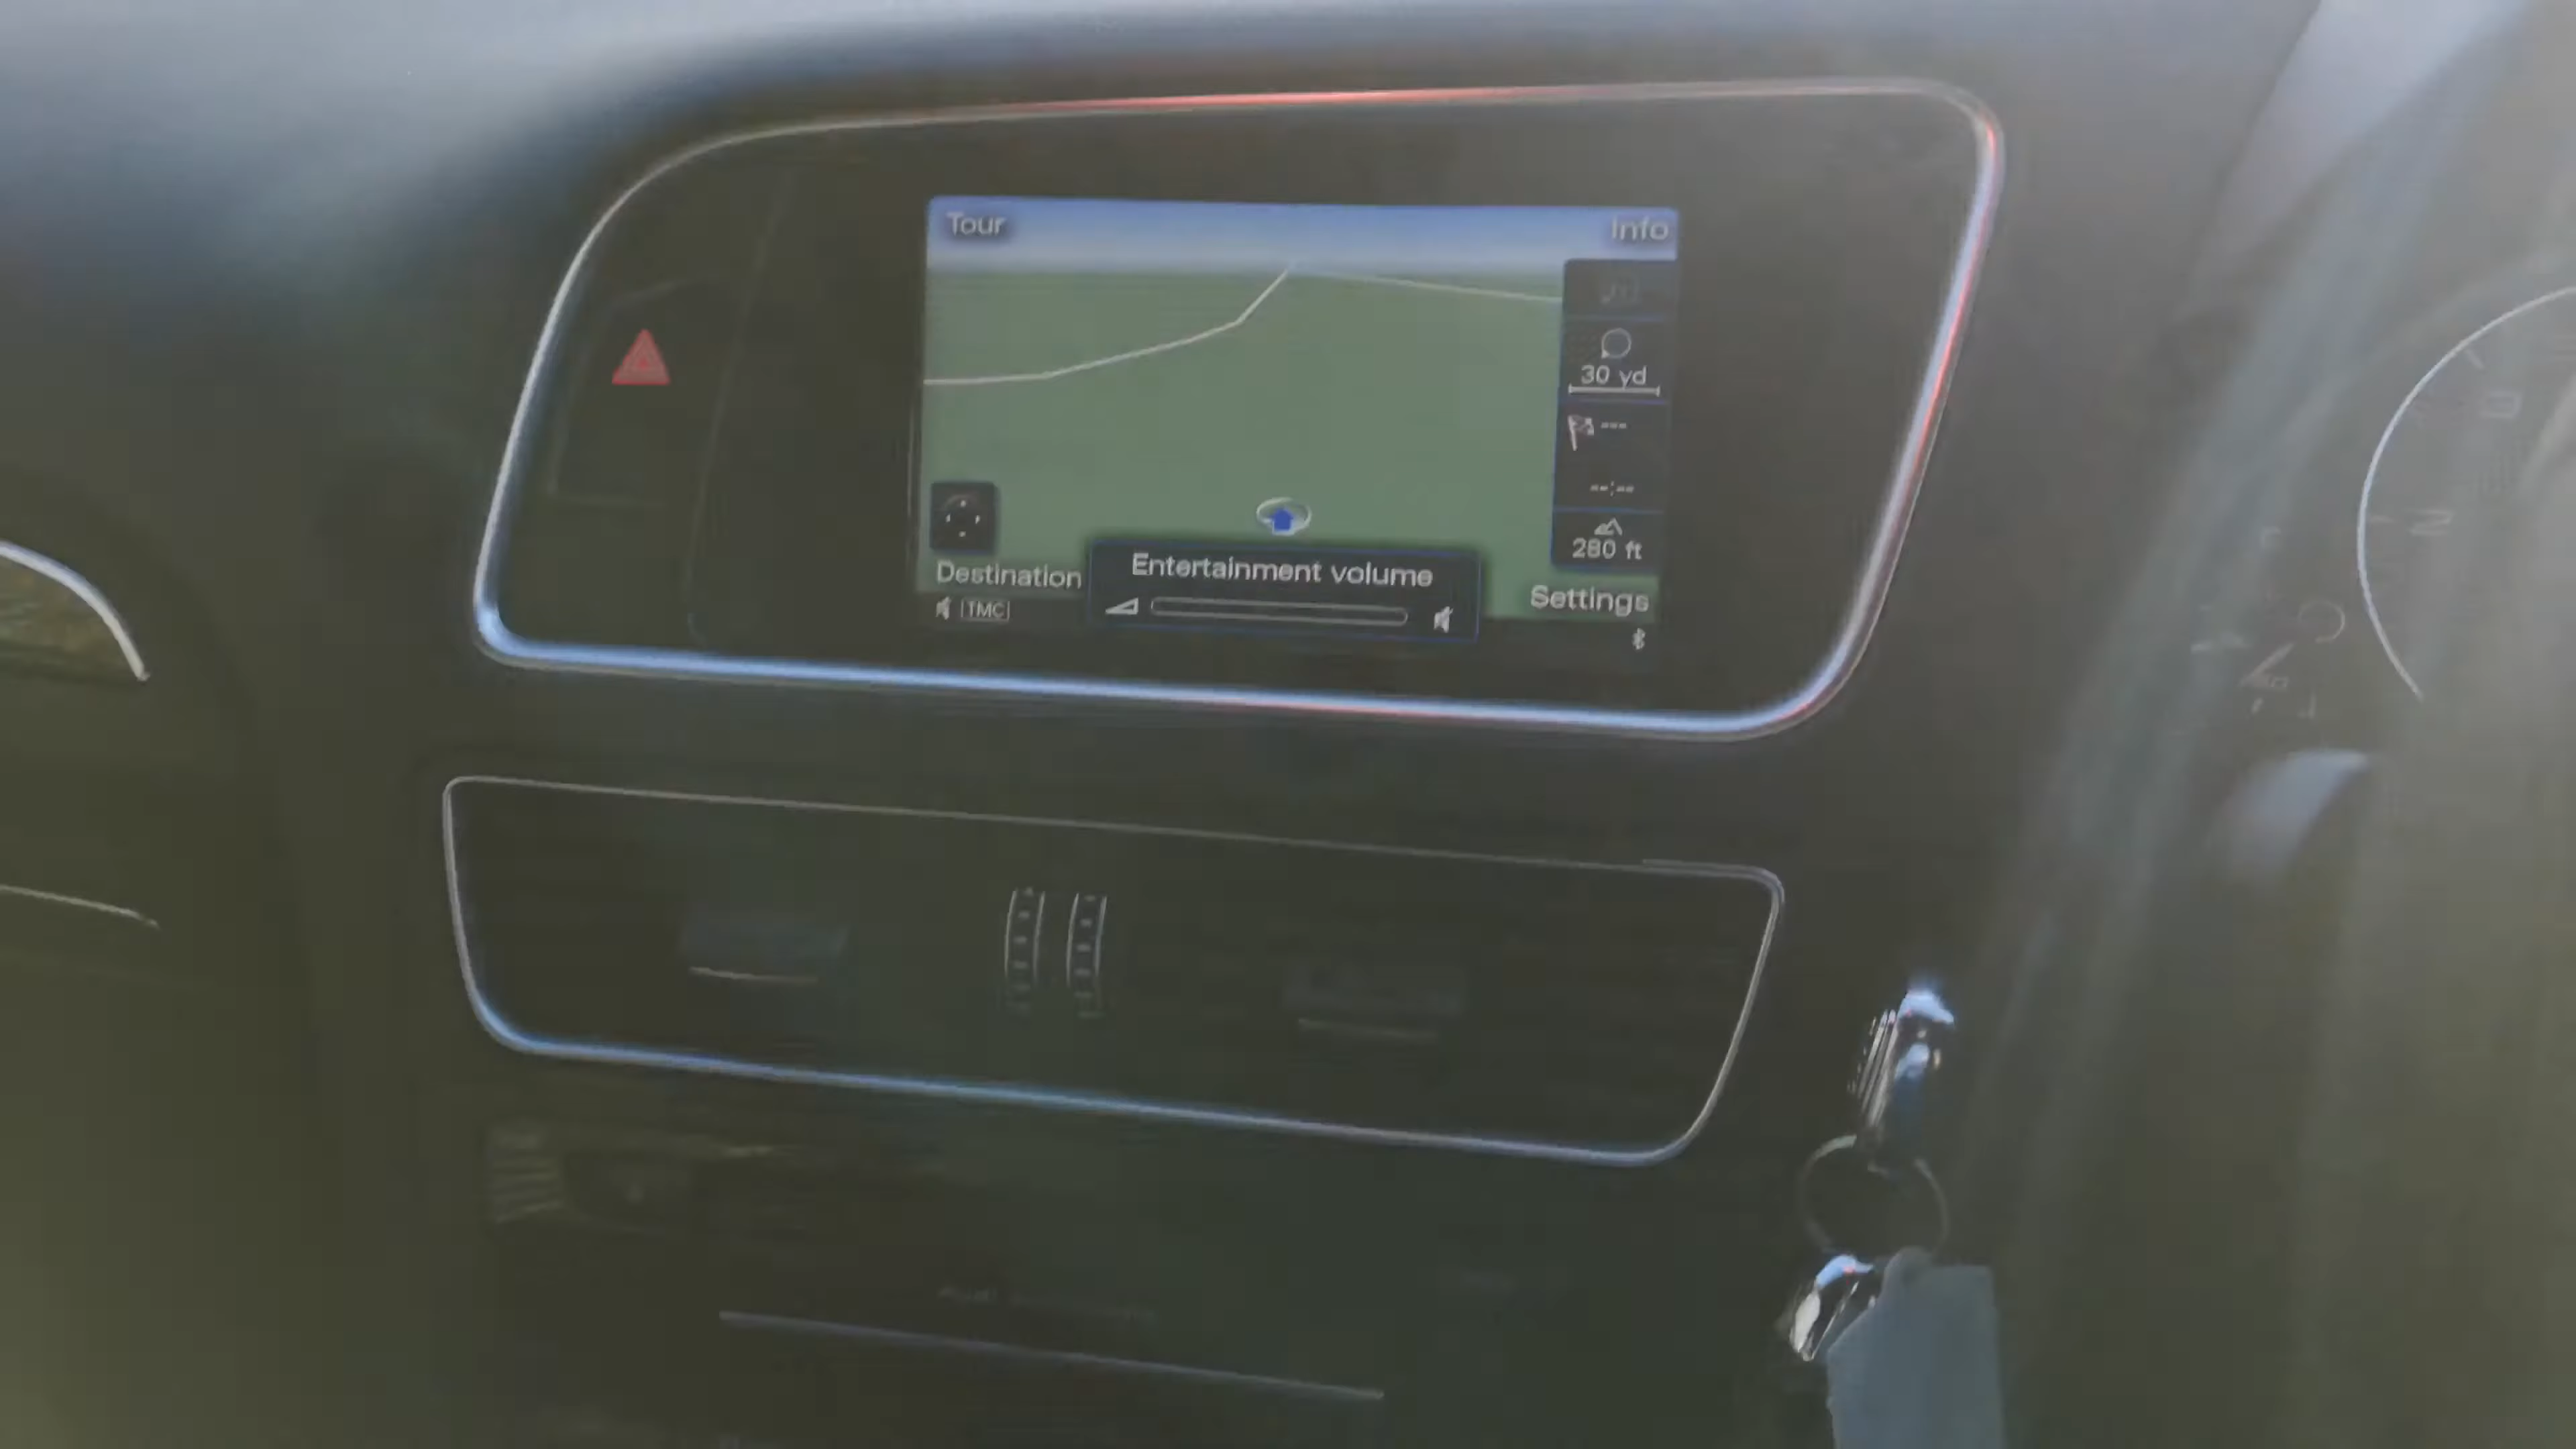 Tour
Info
30 yd
---
--:--
280 ft
Destination
Entertainment volume
Settings
TMC